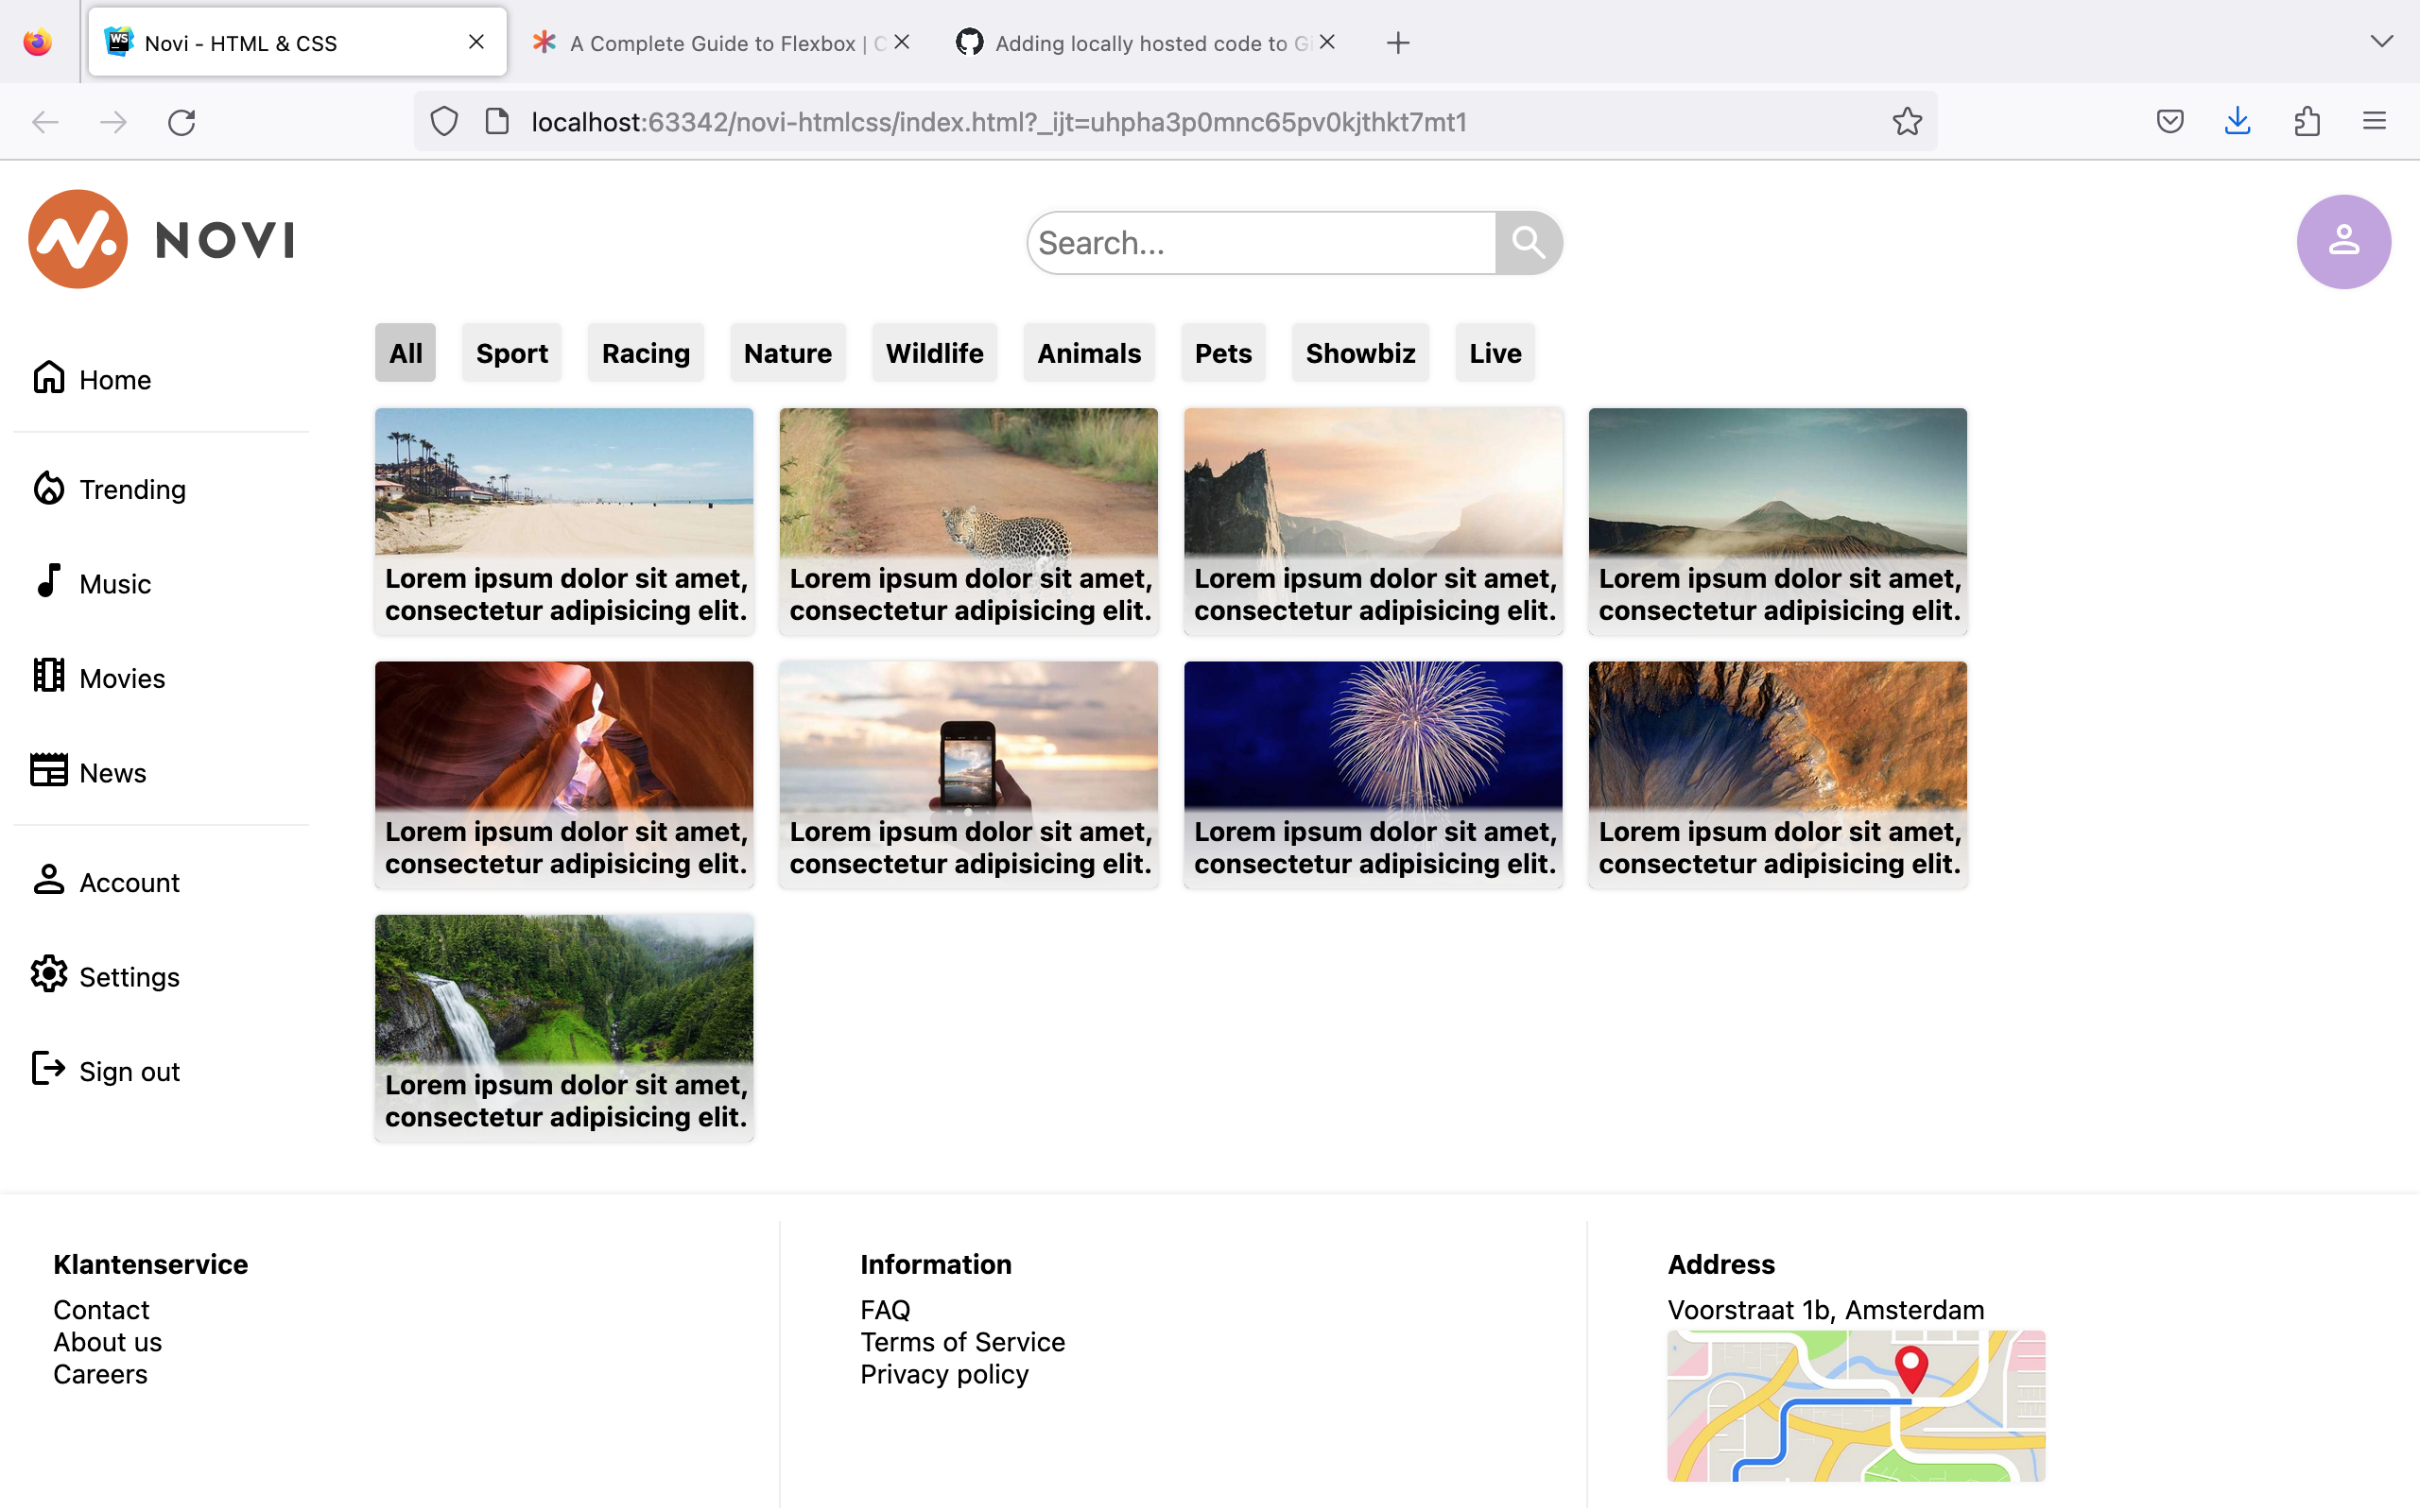 Novi - HTML & CSS
A Complete Guide to Flexbox | C
Adding locally hosted code to Gi
localhost:63342/novi-htmlcss/index.html?_ijt=uhpha3p0mnc65pv0kjthkt7mt1
NOVI
Search...
All Sport Racing Nature Wildlife Animals Pets Showbiz Live
Home
Trending
Music
Movies
News
Account
Settings
Sign out
Lorem ipsum dolor sit amet,
consectetur adipisicing elit.
Lorem ipsum dolor sit amet,
consectetur adipisicing elit.
Lorem ipsum dolor sit amet,
consectetur adipisicing elit.
Lorem ipsum dolor sit amet,
consectetur adipisicing elit.
Lorem ipsum dolor sit amet,
consectetur adipisicing elit.
Lorem ipsum dolor sit amet,
consectetur adipisicing elit.
Lorem ipsum dolor sit amet,
consectetur adipisicing elit.
Lorem ipsum dolor sit amet,
consectetur adipisicing elit.
Lorem ipsum dolor sit amet,
consectetur adipisicing elit.
Klantenservice
Contact
About us
Careers
Information
FAQ
Terms of Service
Privacy policy
Address
Voorstraat 1b, Amsterdam